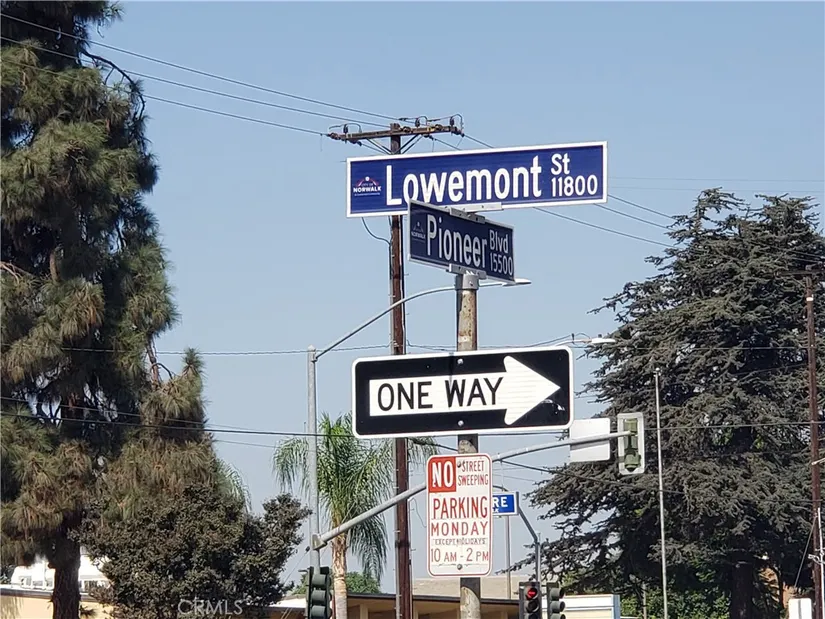 CITY OF
NORWALK
Lowemont St
11800
NORWALK
Pioneer Blvd
15500
ONE WAY
NO STREET
SWEEPING
PARKING
MONDAY
EXCEPT HOLIDAYS
10 AM - 2 PM
RE
CRMLS